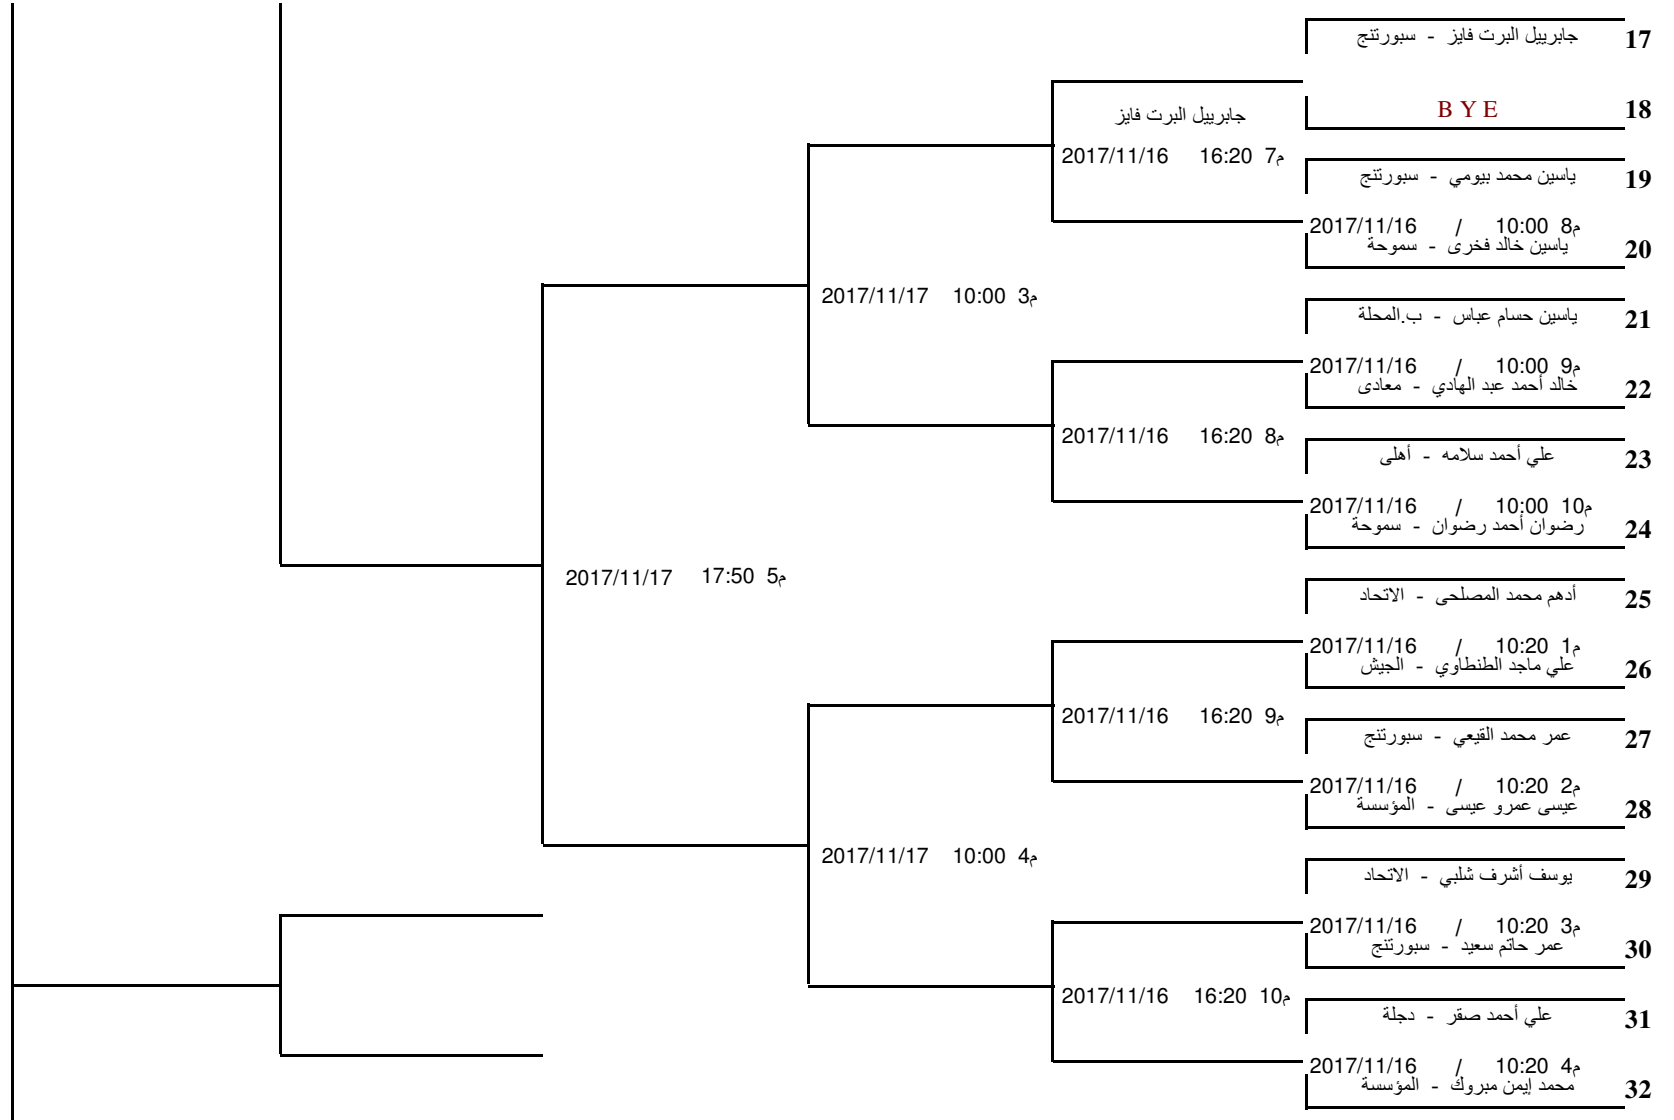 17 جابرييل البرت فايز - سبورتنج
18 B Y E
جابرييل البرت فايز
2017/11/16 16:20 م7
19 ياسين محمد بيومي - سبورتنج
2017/11/16 / 10:00 م8
20 ياسين خالد فخرى - سموحة
2017/11/17 10:00 م3
21 ياسين حسام عباس - ب.المحلة
2017/11/16 / 10:00 م9
22 خالد أحمد عبد الهادي - معادى
2017/11/16 16:20 م8
23 علي أحمد سلامه - أهلى
2017/11/16 / 10:00 م10
24 رضوان أحمد رضوان - سموحة
2017/11/17 17:50 م5
25 أدهم محمد المصلحى - الاتحاد
2017/11/16 / 10:20 م1
26 علي ماجد الطنطاوي - الجيش
2017/11/16 16:20 م9
27 عمر محمد القيعي - سبورتنج
2017/11/16 / 10:20 م2
28 عيسى عمرو عيسى - المؤسسة
2017/11/17 10:00 م4
29 يوسف أشرف شلبي - الاتحاد
2017/11/16 / 10:20 م3
30 عمر حاتم سعيد - سبورتنج
2017/11/16 16:20 م10
31 علي أحمد صقر - دجلة
2017/11/16 / 10:20 م4
32 محمد إيمن مبروك - المؤسسة